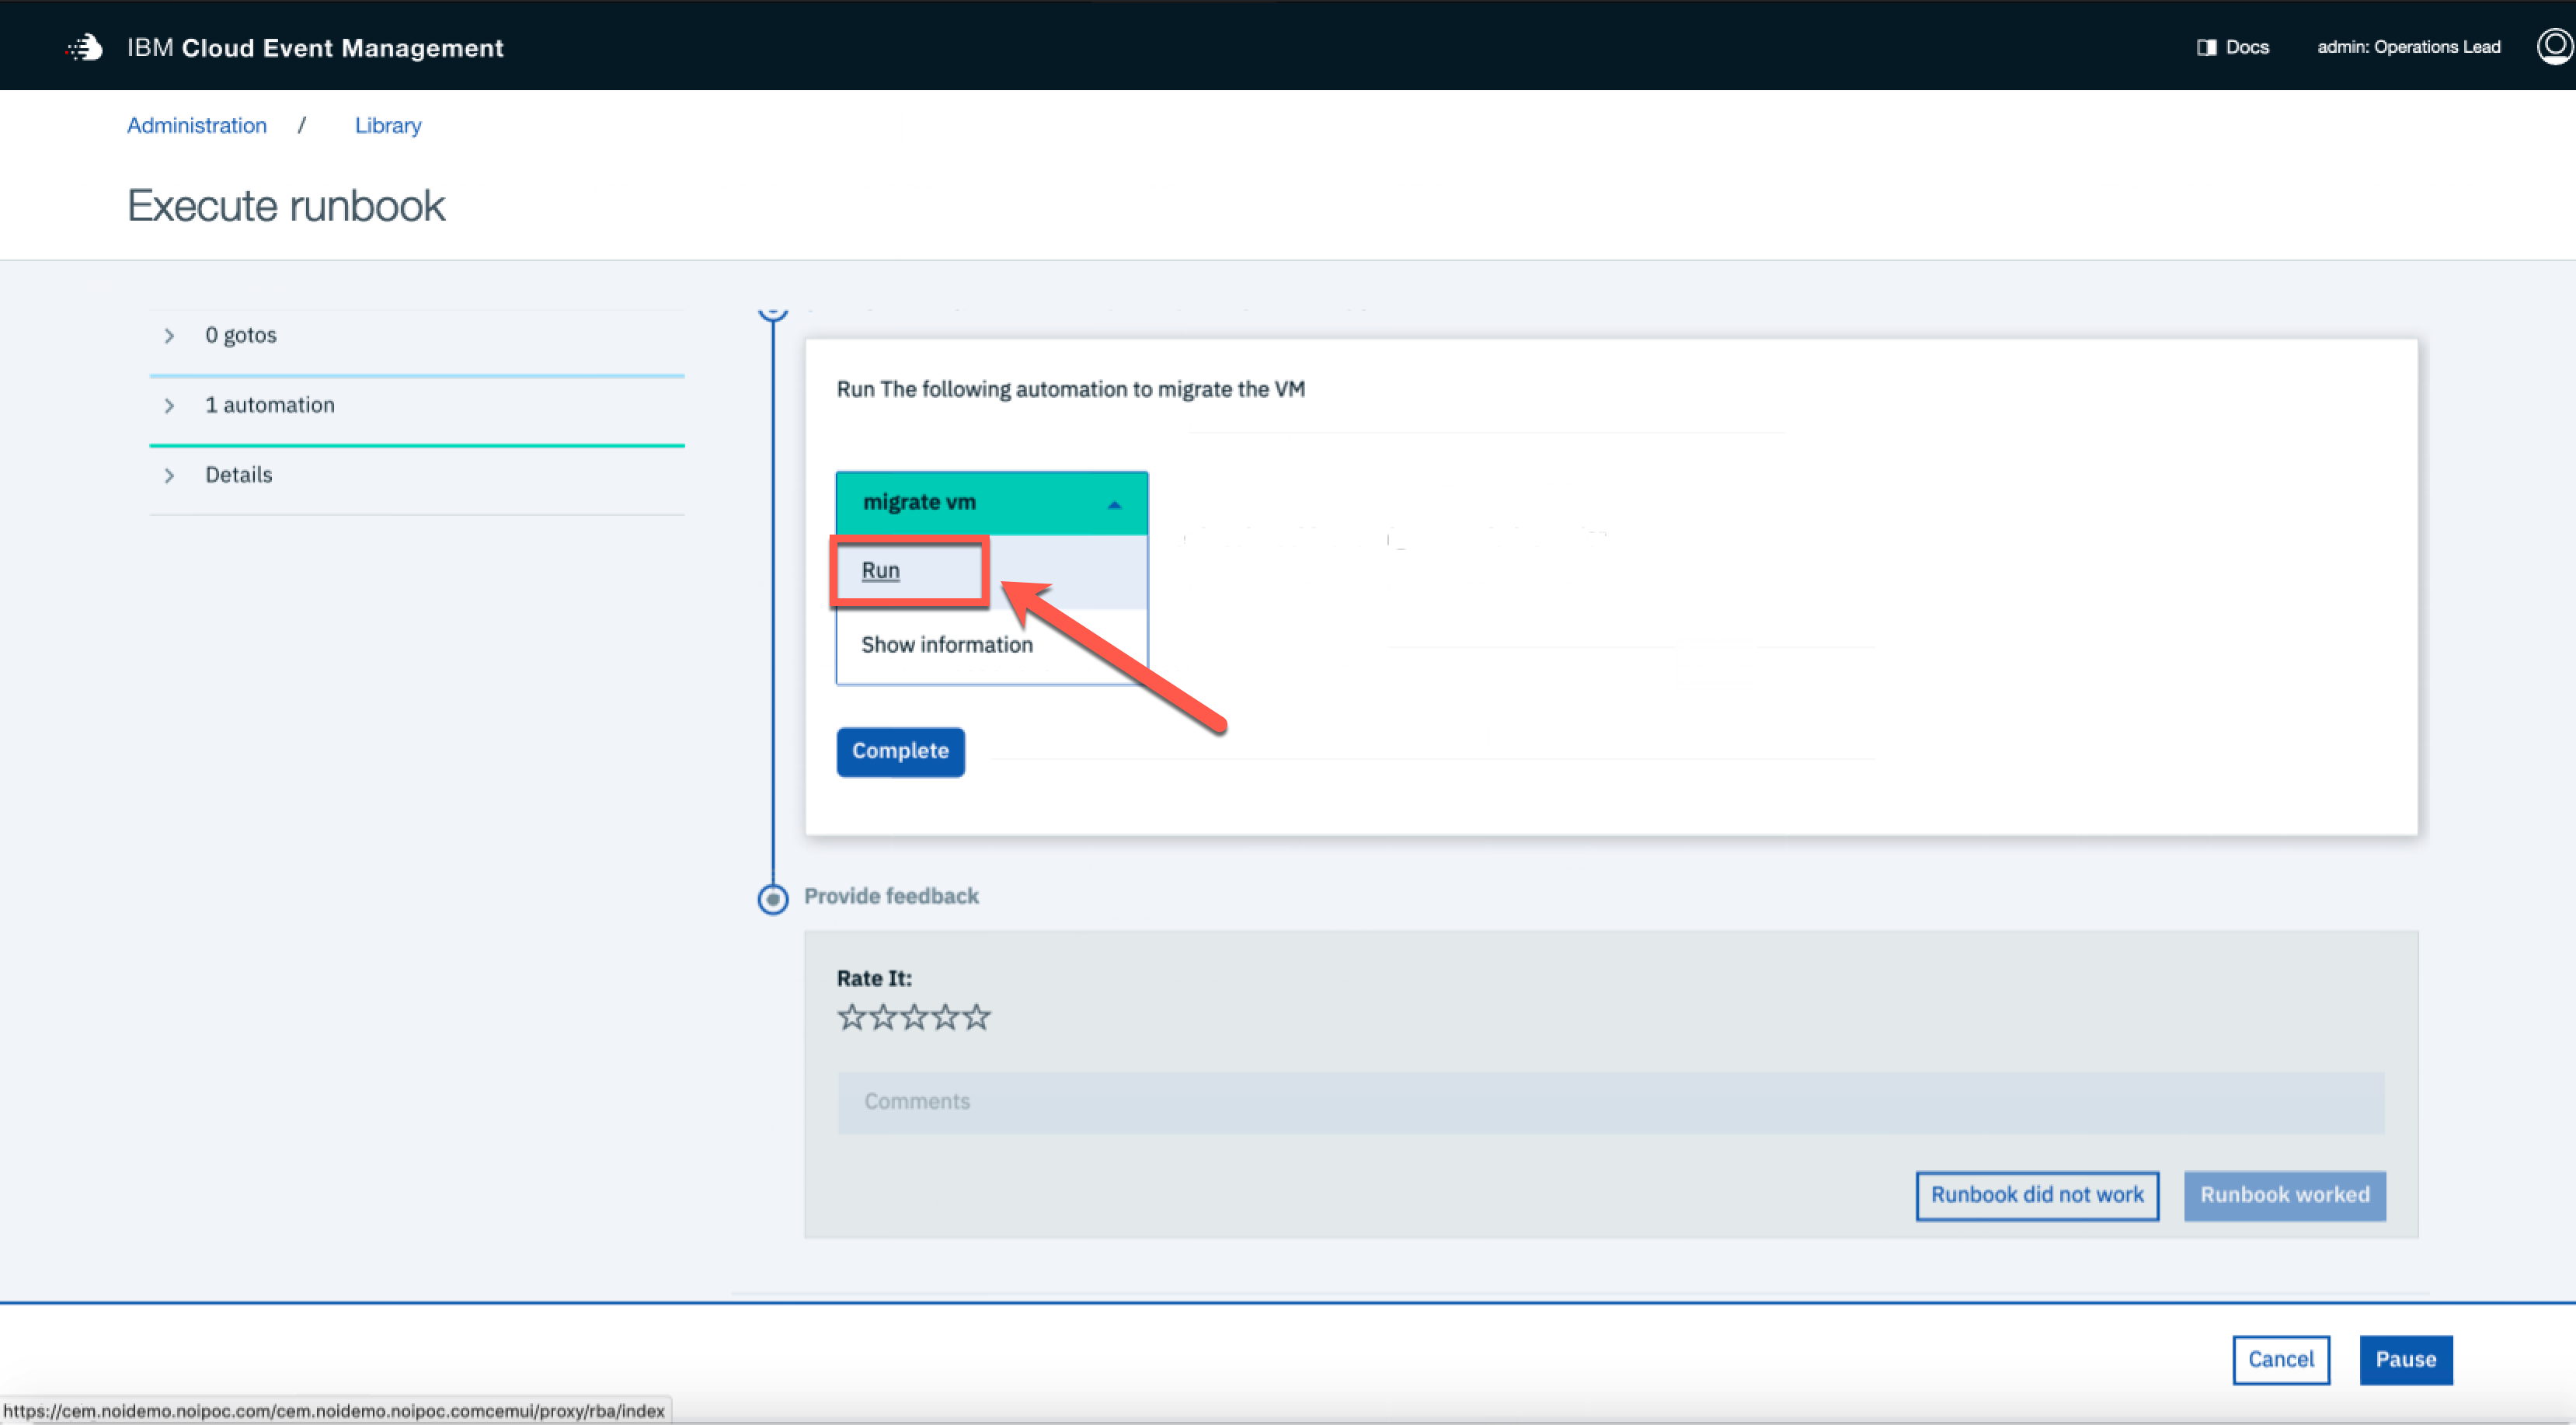 IBM Cloud Event Management
Docs
admin: Operations Lead
Administration / Library
Execute runbook
0 gotos
1 automation
Details
Run The following automation to migrate the VM
migrate vm
Run
Show information
Complete
Provide feedback
Rate It:
Comments
Runbook did not work
Runbook worked
Cancel
Pause
https://cem.noidemo.noipoc.com/cem.noidemo.noipoc.comcemui/proxy/rba/index